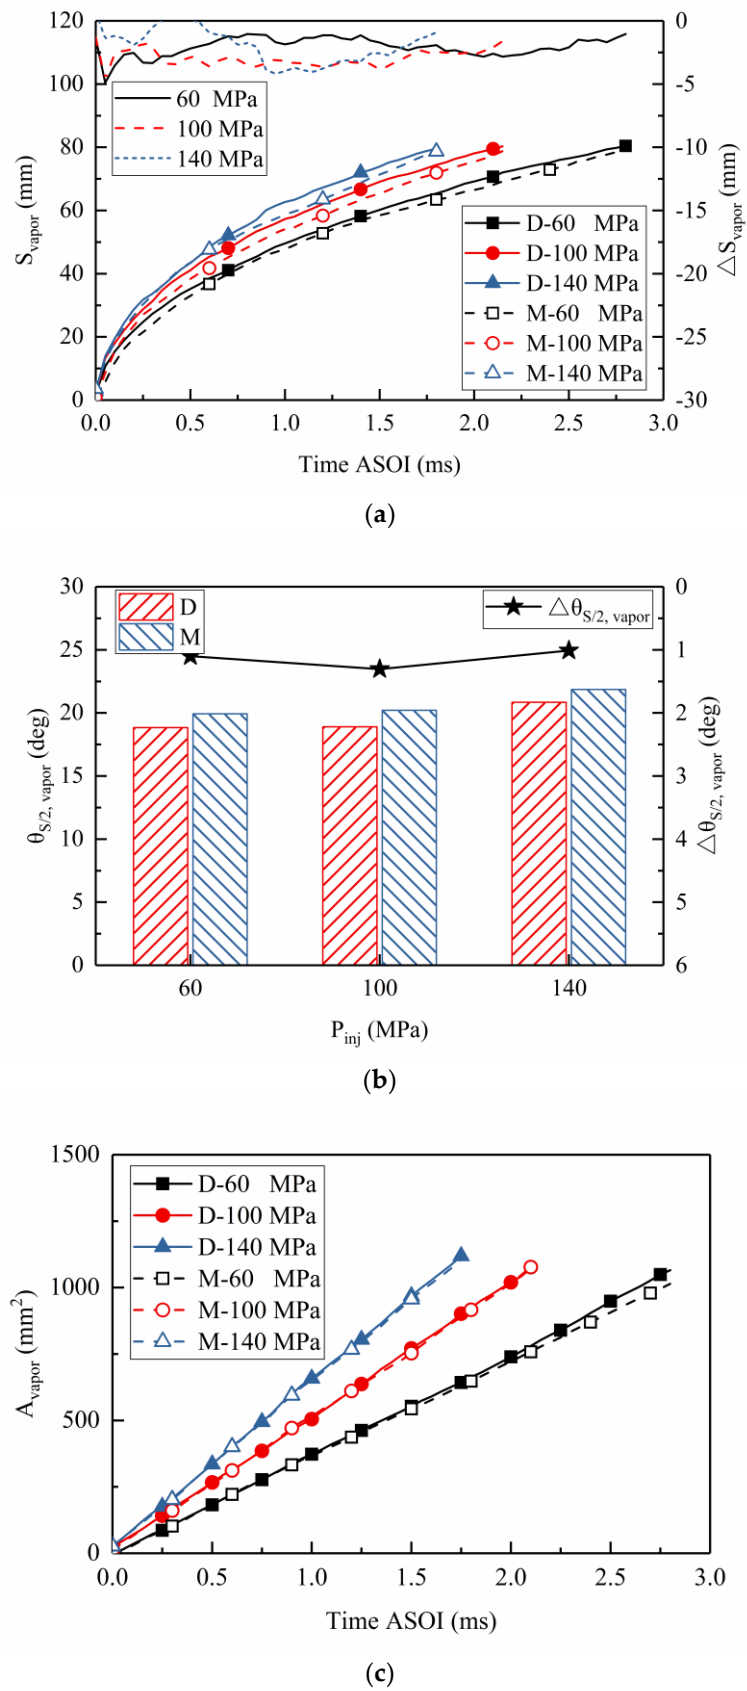 120
100
80
60
40
20
0
S_vapor (mm)
0
-5
-10
-15
-20
-25
-30
△S_vapor (mm)
60 MPa
100 MPa
140 MPa
D-60 MPa
D-100 MPa
D-140 MPa
M-60 MPa
M-100 MPa
M-140 MPa
0.0 0.5 1.0 1.5 2.0 2.5 3.0
Time ASOI (ms)
(a)
30
25
20
15
10
5
0
θ_S/2, vapor (deg)
D
M
△θ_S/2, vapor
0
1
2
3
4
5
6
△θ_S/2, vapor (deg)
60 100 140
P_inj (MPa)
(b)
1500
1000
500
0
A_vapor (mm²)
D-60 MPa
D-100 MPa
D-140 MPa
M-60 MPa
M-100 MPa
M-140 MPa
0.0 0.5 1.0 1.5 2.0 2.5 3.0
Time ASOI (ms)
(c)